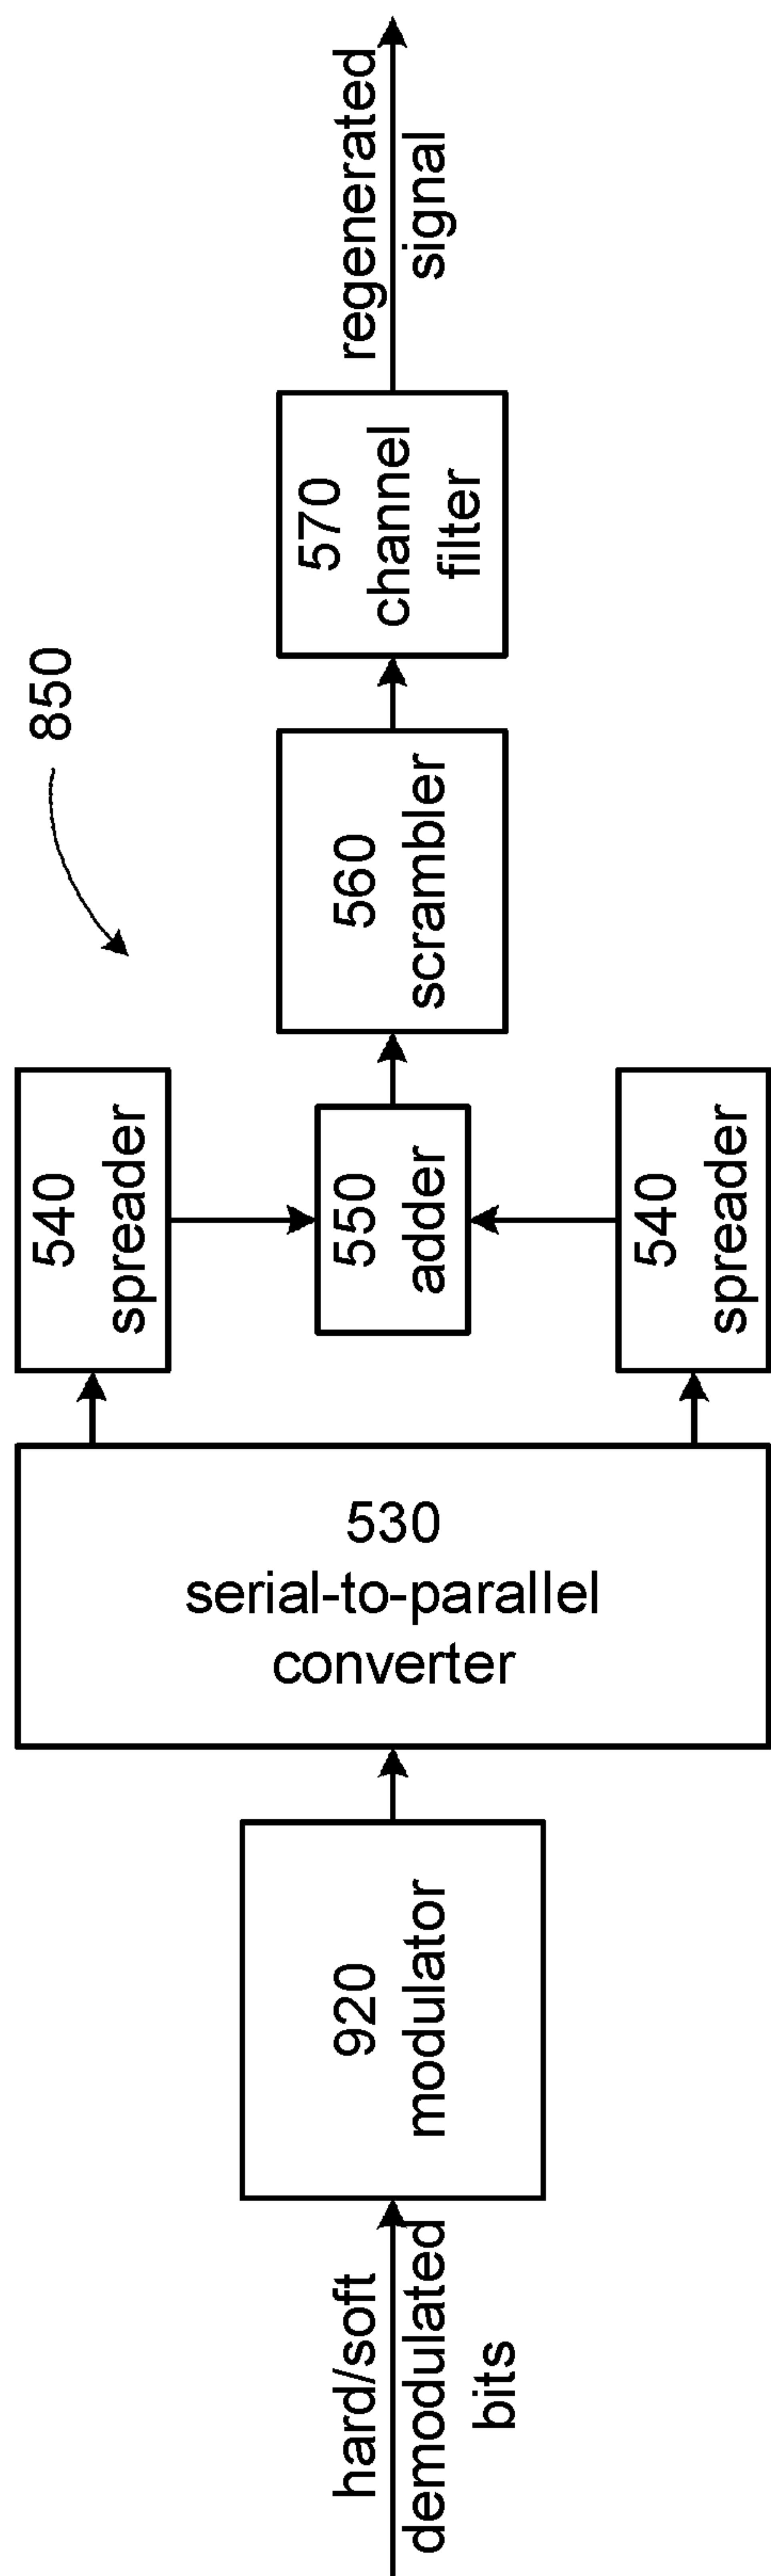 hard/soft
demodulated
bits
920
modulator
530
serial-to-parallel
converter
540
spreader
540
spreader
550
adder
850
560
scrambler
570
channel
filter
regenerated
signal